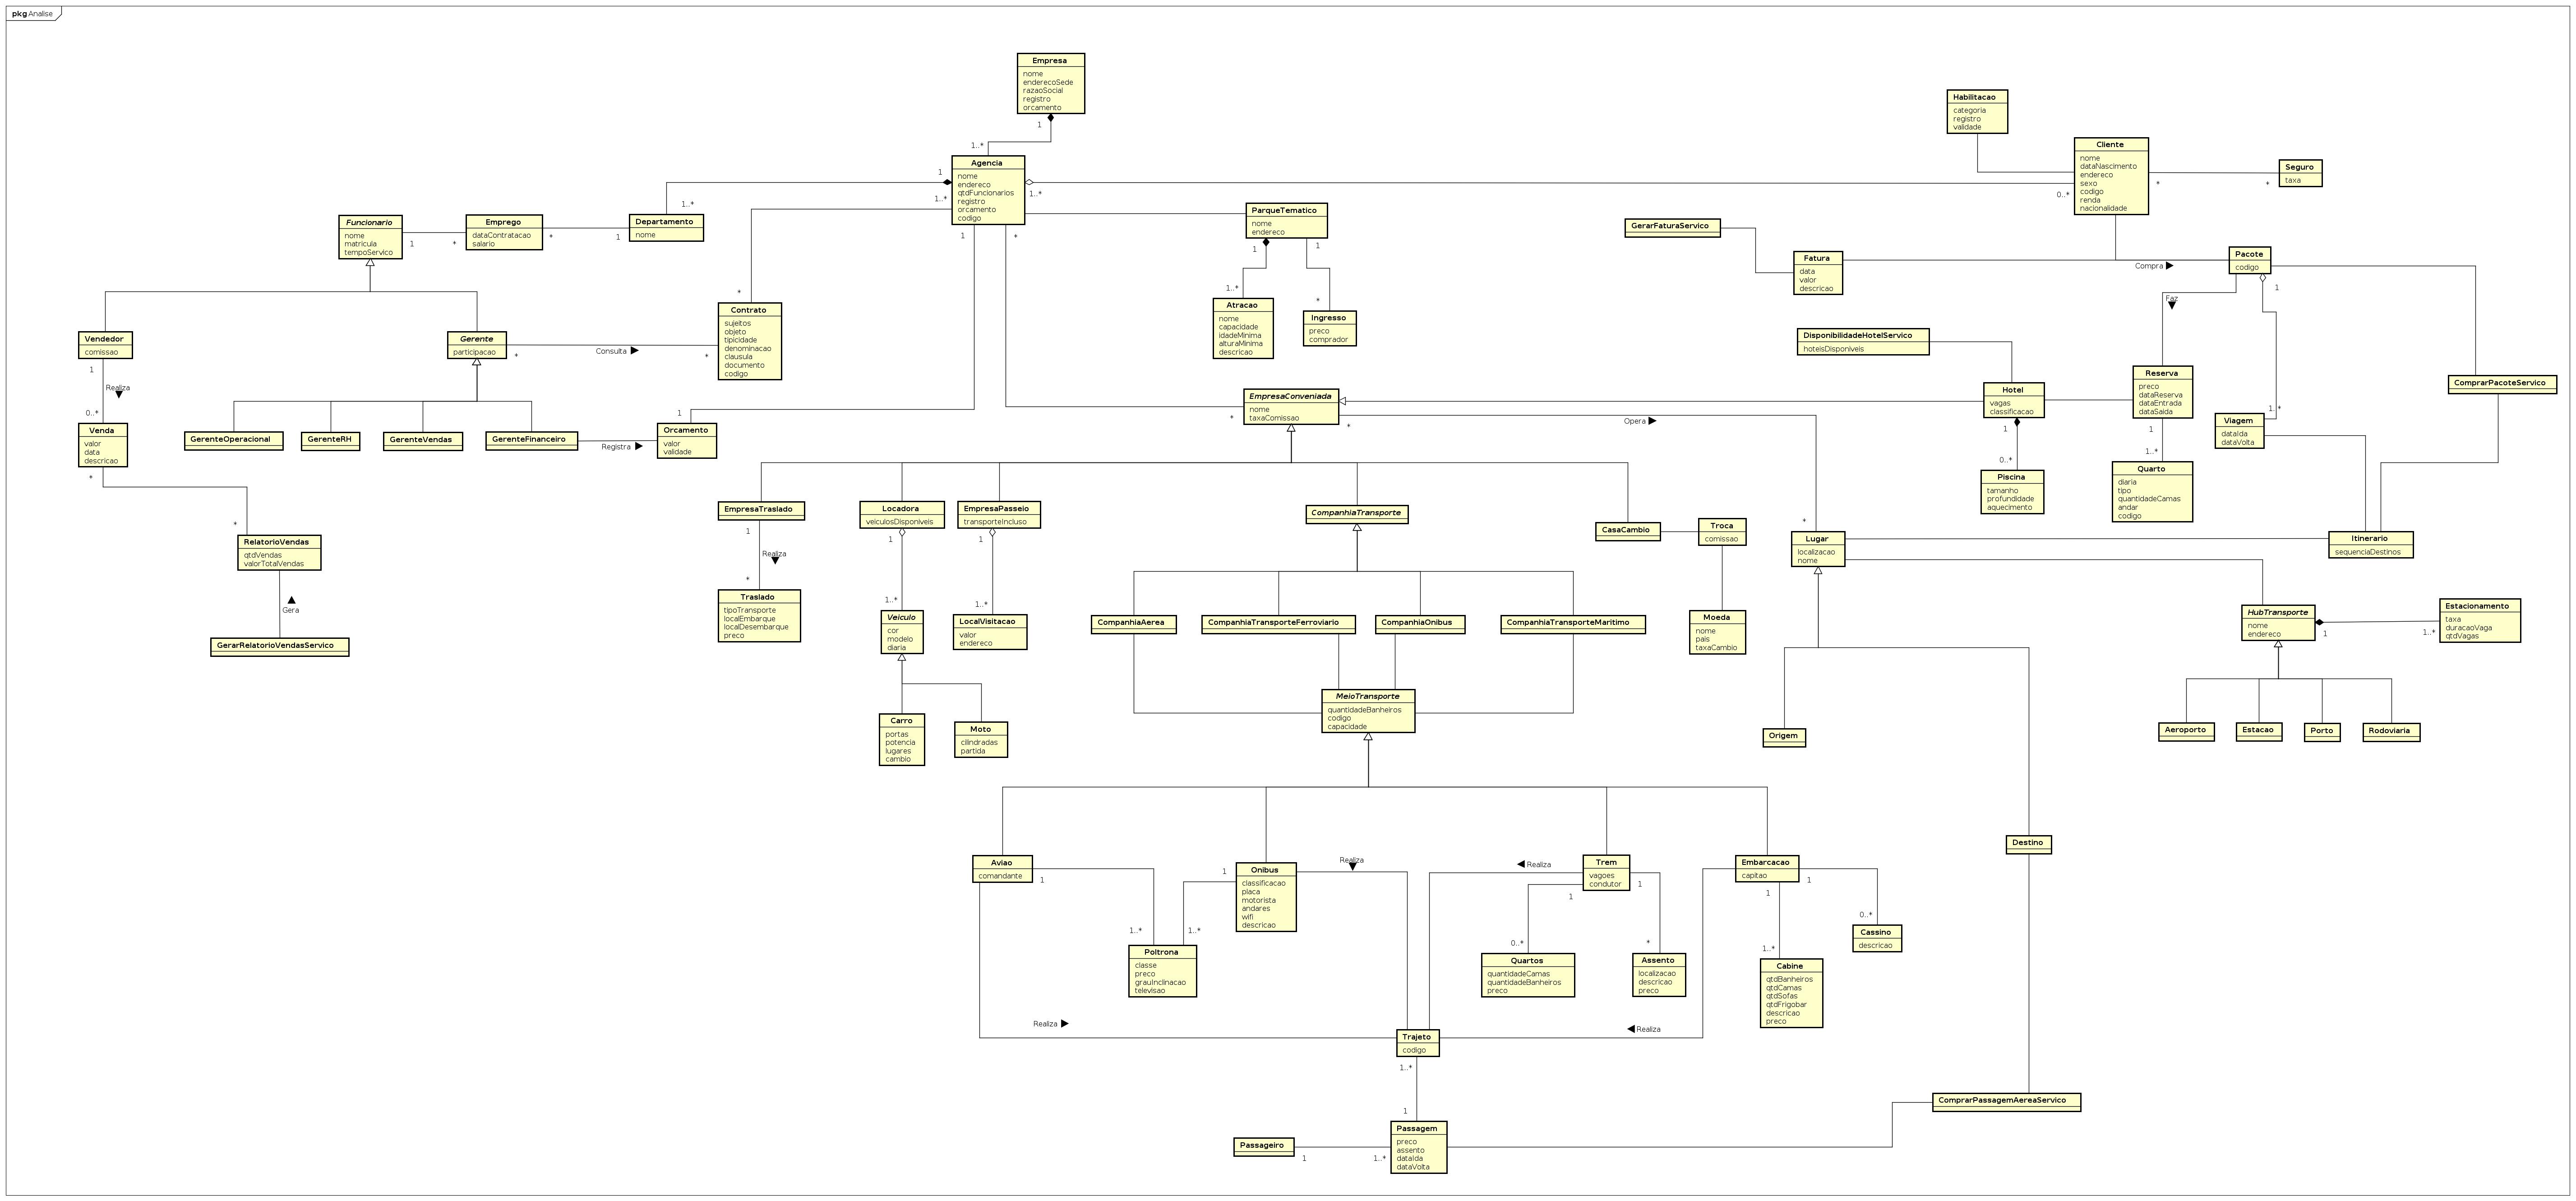 pkg Analise
Empresa
nome
enderecoSede
razaoSocial
registro
orcamento
1
1..*
Agencia
nome
endereco
qtdFuncionarios
registro
orcamento
codigo
1
1..*
1..*
1..*
0..*
1
*
Habilitacao
categoria
registro
validade
Cliente
nome
dataNascimento
endereco
sexo
codigo
renda
nacionalidade
*
*
Seguro
taxa
Funcionario
nome
matricula
tempoServico
1
*
Emprego
dataContratacao
salario
*
1
Departamento
nome
ParqueTematico
nome
endereco
1
1
1..*
*
Atracao
nome
capacidade
idadeMinima
alturaMinima
descricao
Ingresso
preco
comprador
GerarFaturaServico
Fatura
data
valor
descricao
Compra
Pacote
codigo
Faz
1
1..*
Vendedor
comissao
1
Realiza
0..*
Gerente
participacao
*
Consulta
*
*
Contrato
sujeitos
objeto
tipicidade
denominacao
clausula
documento
codigo
DisponibilidadeHotelServico
hoteisDisponiveis
Hotel
vagas
classificacao
1
0..*
Reserva
preco
dataReserva
dataEntrada
dataSaida
1
1..*
ComprarPacoteServico
Viagem
dataIda
dataVolta
EmpresaConveniada
nome
taxaComissao
*
*
Opera
*
Venda
valor
data
descricao
*
*
GerenteOperacional
GerenteRH
GerenteVendas
GerenteFinanceiro
Registra
1
Orcamento
valor
validade
Piscina
tamanho
profundidade
aquecimento
Quarto
diaria
tipo
quantidadeCamas
andar
codigo
RelatorioVendas
qtdVendas
valorTotalVendas
Gera
GerarRelatorioVendasServico
EmpresaTraslado
1
Realiza
*
Traslado
tipoTransporte
localEmbarque
localDesembarque
preco
Locadora
veiculosDisponiveis
1
1..*
Veiculo
cor
modelo
diaria
Carro
portas
potencia
lugares
cambio
Moto
cilindradas
partida
EmpresaPasseio
transporteIncluso
1
1..*
LocalVisitacao
valor
endereco
CompanhiaTransporte
CasaCambio
Troca
comissao
Moeda
nome
pais
taxaCambio
Lugar
localizacao
nome
Itinerario
sequenciaDestinos
CompanhiaAerea
CompanhiaTransporteFerroviario
CompanhiaOnibus
CompanhiaTransporteMaritimo
HubTransporte
nome
endereco
1
1..*
Estacionamento
taxa
duracaoVaga
qtdVagas
MeioTransporte
quantidadeBanheiros
codigo
capacidade
Origem
Aeroporto
Estacao
Porto
Rodoviaria
Destino
Aviao
comandante
1
1..*
Onibus
classificacao
placa
motorista
andares
wifi
descricao
1
1..*
Realiza
Poltrona
classe
preco
grauInclinacao
televisao
Realiza
Trem
vagoes
condutor
1
1
0..*
*
Quartos
quantidadeCamas
quantidadeBanheiros
preco
Assento
localizacao
descricao
preco
Embarcacao
capitao
1
1
0..*
1..*
Cassino
descricao
Cabine
qtdBanheiros
qtdCamas
qtdSofas
qtdFrigobar
descricao
preco
Realiza
Realiza
Trajeto
codigo
1..*
1
ComprarPassagemAereaServico
Passageiro
1
1..*
Passagem
preco
assento
dataIda
dataVolta